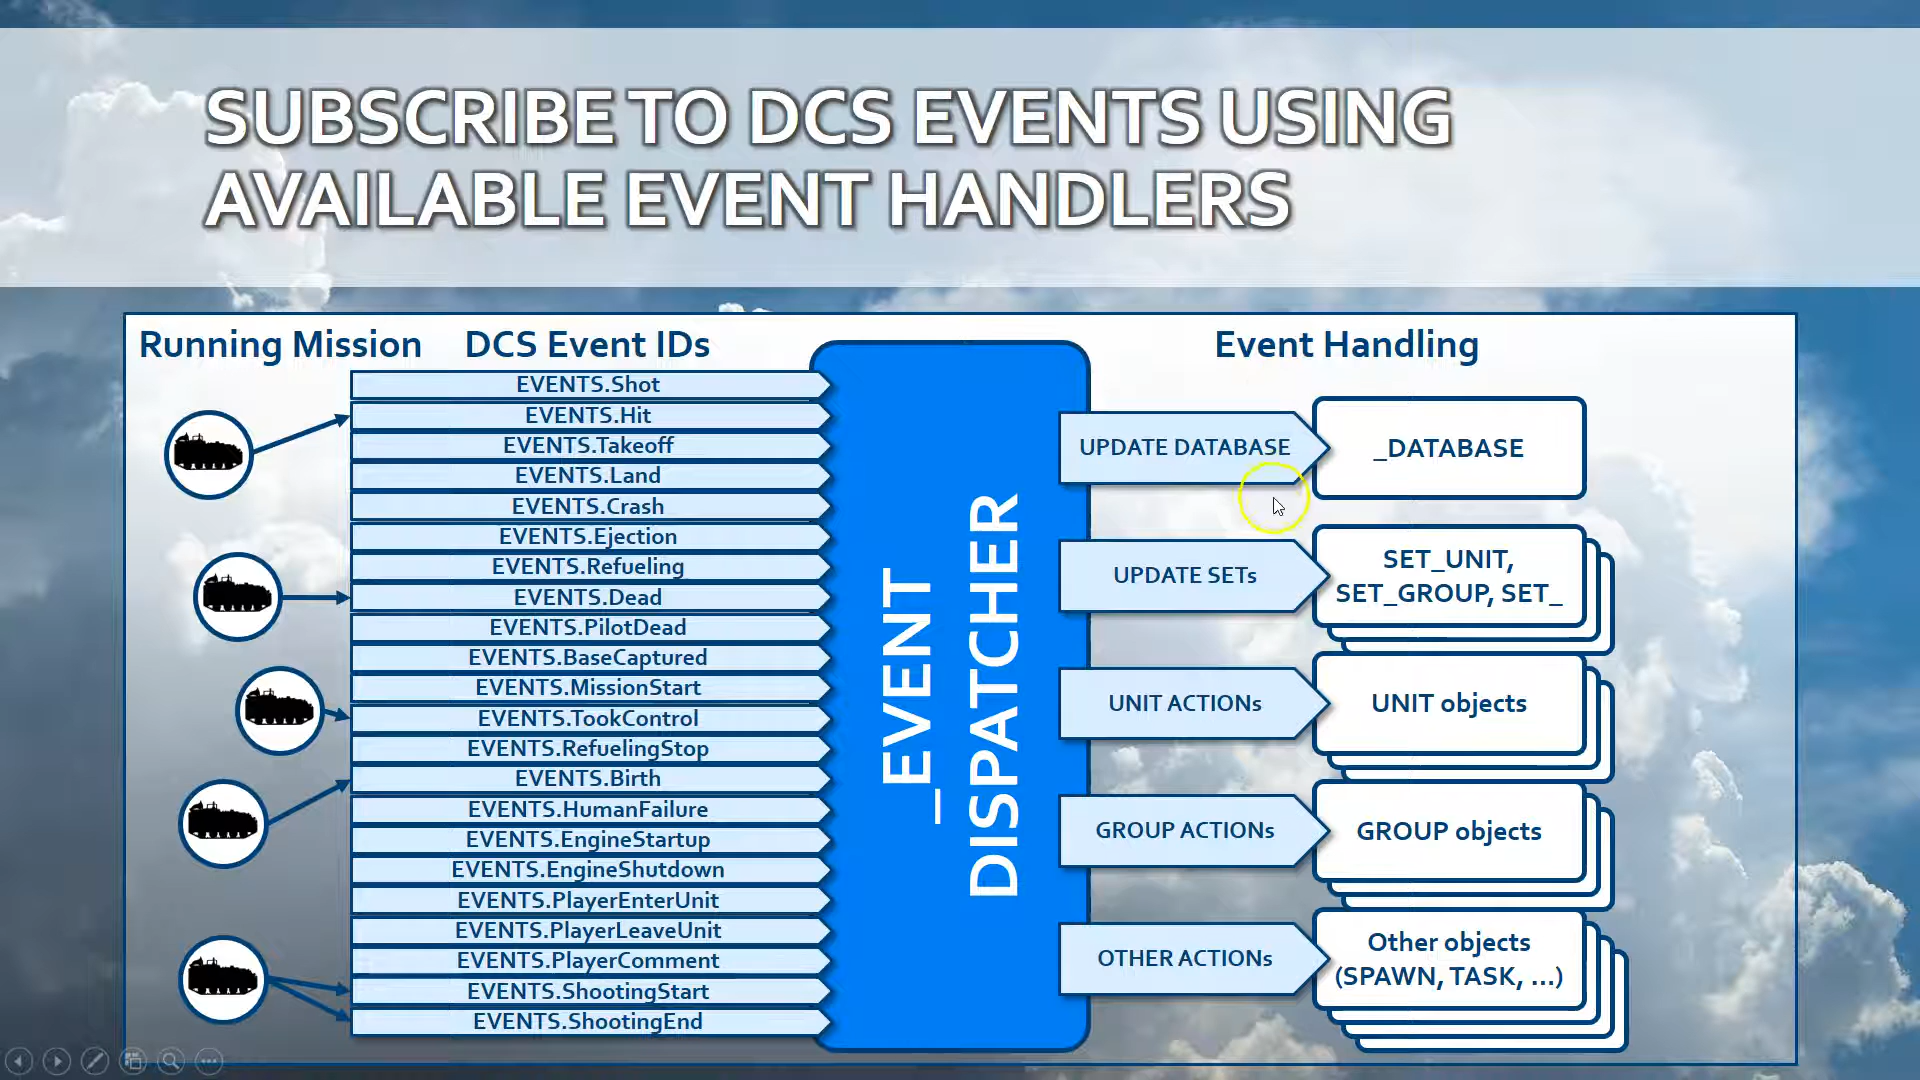 SUBSCRIBE TO DCS EVENTS USING
AVAILABLE EVENT HANDLERS
Running Mission
DCS Event IDs
Event Handling
EVENTS.Shot
EVENTS.Hit
EVENTS.Takeoff
EVENTS.Land
EVENTS.Crash
EVENTS.Ejection
EVENTS.Refueling
EVENTS.Dead
EVENTS.PilotDead
EVENTS.BaseCaptured
EVENTS.MissionStart
EVENTS.TookControl
EVENTS.RefuelingStop
EVENTS.Birth
EVENTS.HumanFailure
EVENTS.EngineStartup
EVENTS.EngineShutdown
EVENTS.PlayerEnterUnit
EVENTS.PlayerLeaveUnit
EVENTS.PlayerComment
EVENTS.ShootingStart
EVENTS.ShootingEnd
_EVENT
DISPATCHER
UPDATE DATABASE
_DATABASE
UPDATE SETs
SET_UNIT,
SET_GROUP, SET_
UNIT ACTIONs
UNIT objects
GROUP ACTIONs
GROUP objects
OTHER ACTIONs
Other objects
(SPAWN, TASK, ...)